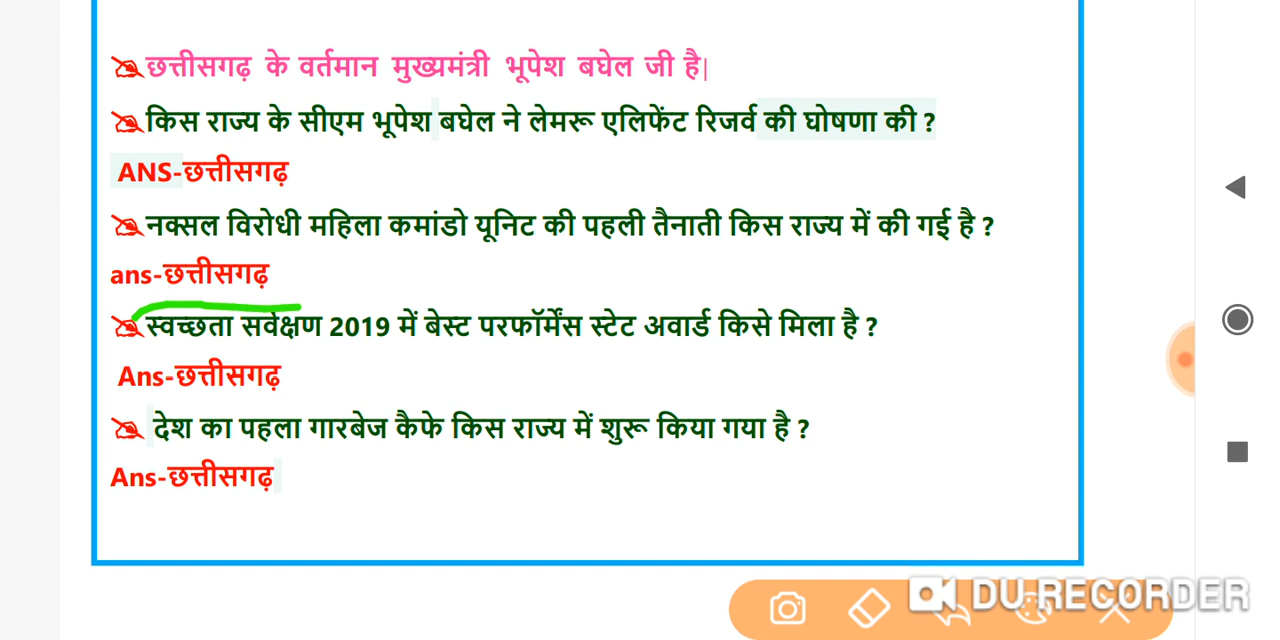 छत्तीसगढ़ के वर्तमान मुख्यमंत्री भूपेश बघेल जी है|
किस राज्य के सीएम भूपेश बघेल ने लेमरू एलिफेंट रिजर्व की घोषणा की ?
ANS-छत्तीसगढ़
नक्सल विरोधी महिला कमांडो यूनिट की पहली तैनाती किस राज्य में की गई है ?
ans-छत्तीसगढ़
स्वच्छता सर्वेक्षण 2019 में बेस्ट परफॉर्मेंस स्टेट अवार्ड किसे मिला है ?
Ans-छत्तीसगढ़
देश का पहला गारबेज कैफे किस राज्य में शुरू किया गया है ?
Ans-छत्तीसगढ़
DU RECORDER